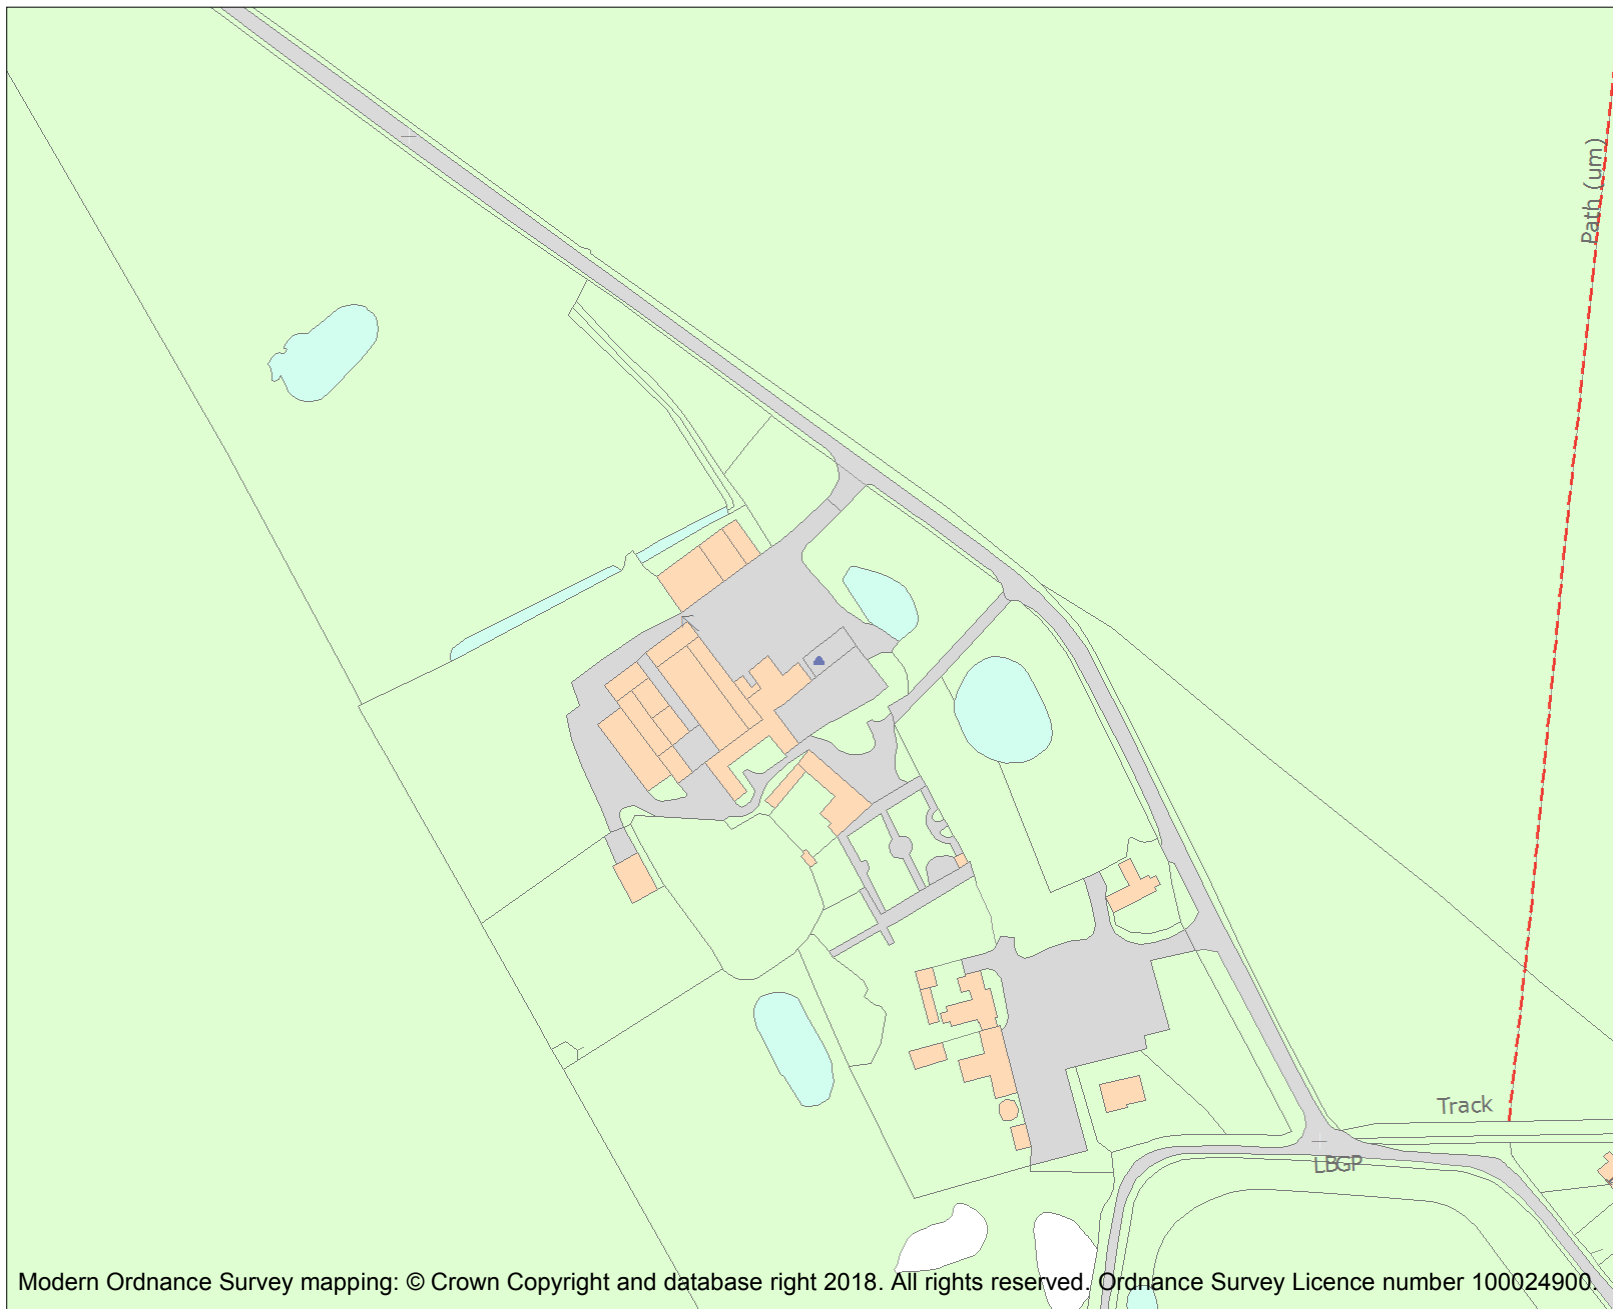 Path (um)
Track
LBGP
Modern Ordnance Survey mapping: © Crown Copyright and database right 2018. All rights reserved. Ordnance Survey Licence number 100024900.